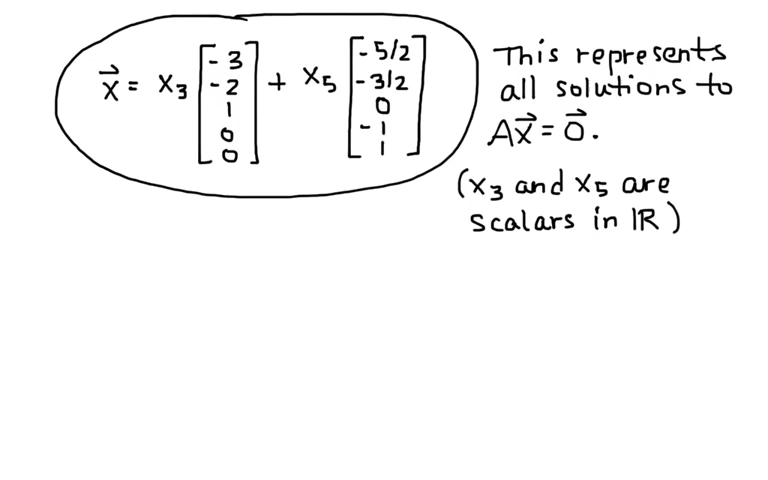 x⃗ = x₃ [-3 -2 1 0 0] + x₅ [-5/2 -3/2 0 -1 1]
This represents
all solutions to
Ax⃗ = 0⃗.
(x₃ and x₅ are
scalars in ℝ)